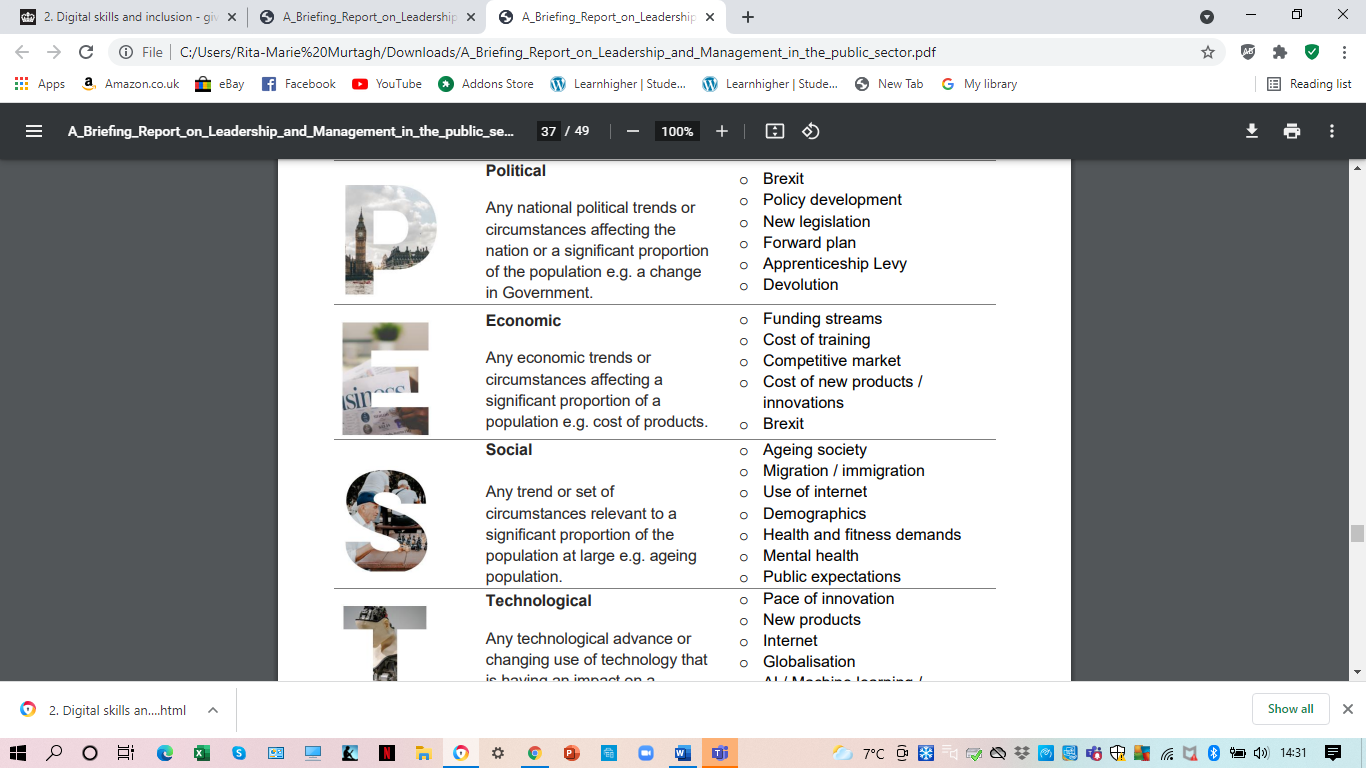 2. Digital skills and inclusion - giv
A_Briefing_Report_on_Leadership
A_Briefing_Report_on_Leadership
File | C:/Users/Rita-Marie%20Murtagh/Downloads/A_Briefing_Report_on_Leadership_and_Management_in_the_public_sector.pdf
Apps Amazon.co.uk eBay Facebook YouTube Addons Store Learnhigher | Stude... Learnhigher | Stude... New Tab My library Reading list
A_Briefing_Report_on_Leadership_and_Management_in_the_public_se... 37 / 49 100%
Political
Any national political trends or
circumstances affecting the
nation or a significant proportion
of the population e.g. a change
in Government.
o Brexit
o Policy development
o New legislation
o Forward plan
o Apprenticeship Levy
o Devolution
P
Economic
Any economic trends or
circumstances affecting a
significant proportion of a
population e.g. cost of products.
o Funding streams
o Cost of training
o Competitive market
o Cost of new products /
innovations
o Brexit
E
Social
Any trend or set of
circumstances relevant to a
significant proportion of the
population at large e.g. ageing
population.
o Ageing society
o Migration / immigration
o Use of internet
o Demographics
o Health and fitness demands
o Mental health
o Public expectations
S
Technological
Any technological advance or
changing use of technology that
is having an impact on a
o Pace of innovation
o New products
o Internet
o Globalisation
AI / Machine learning /
T
2. Digital skills an....html
Show all
7°C
14:31